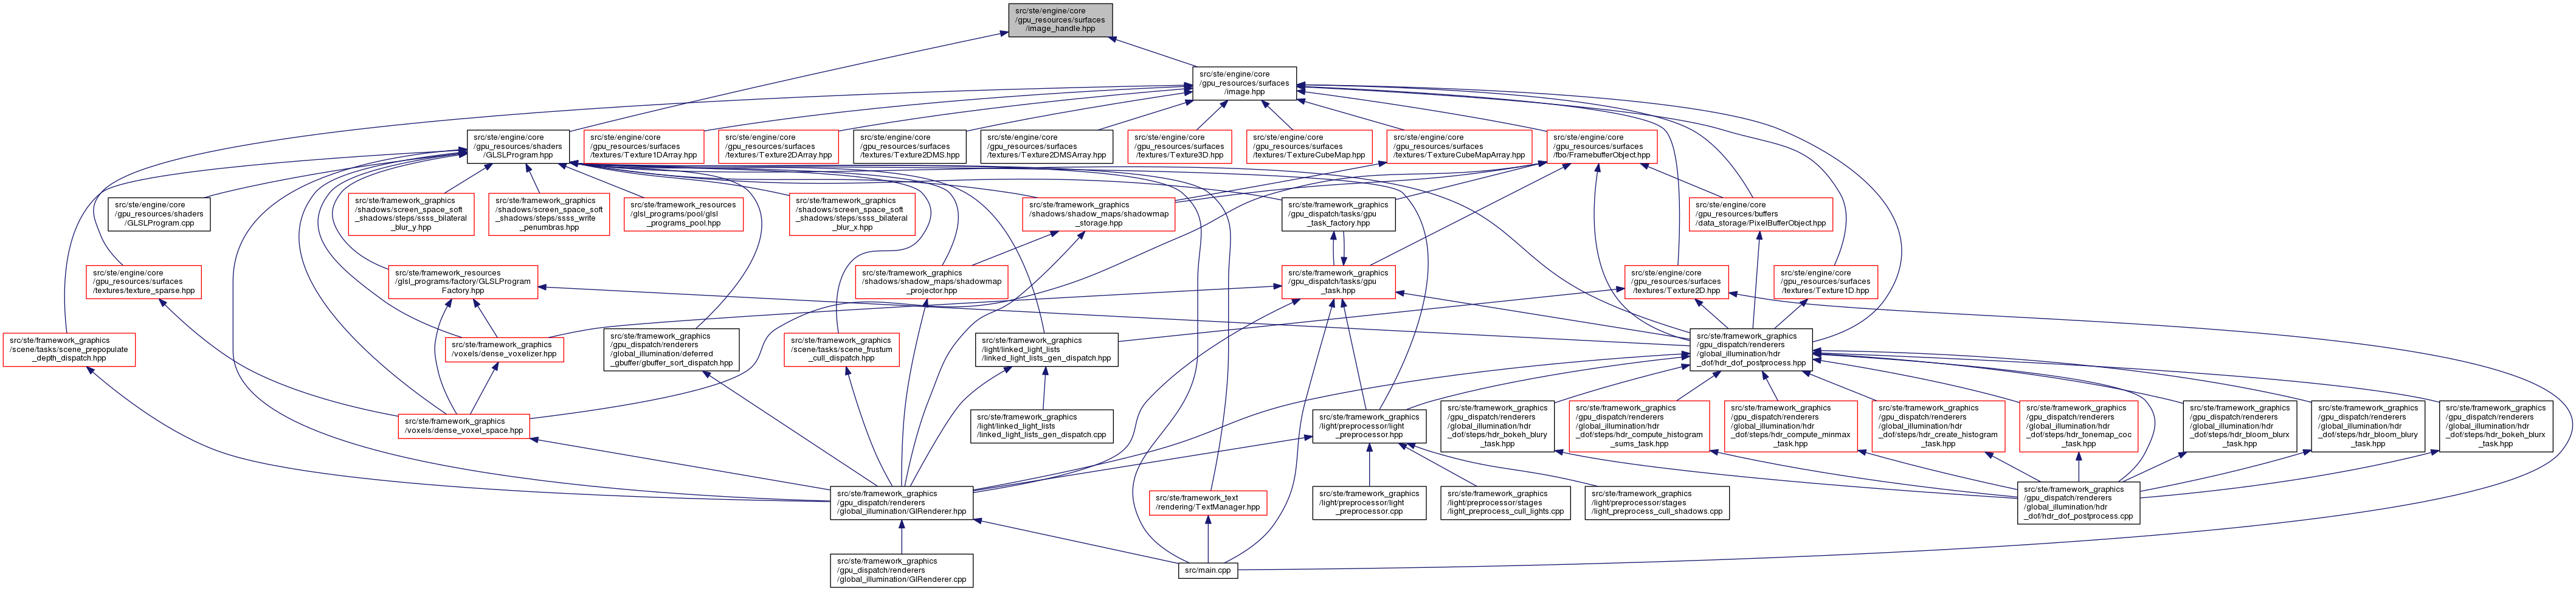 src/ste/engine/core
/gpu_resources/surfaces
/image_handle.hpp
src/ste/engine/core
/gpu_resources/surfaces
/image.hpp
src/ste/engine/core
/gpu_resources/shaders
/GLSLProgram.hpp
src/ste/engine/core
/gpu_resources/surfaces
/textures/Texture1DArray.hpp
src/ste/engine/core
/gpu_resources/surfaces
/textures/Texture2DArray.hpp
src/ste/engine/core
/gpu_resources/surfaces
/textures/Texture2DMS.hpp
src/ste/engine/core
/gpu_resources/surfaces
/textures/Texture2DMSArray.hpp
src/ste/engine/core
/gpu_resources/surfaces
/textures/Texture3D.hpp
src/ste/engine/core
/gpu_resources/surfaces
/textures/TextureCubeMap.hpp
src/ste/engine/core
/gpu_resources/surfaces
/textures/TextureCubeMapArray.hpp
src/ste/engine/core
/gpu_resources/surfaces
/fbo/FramebufferObject.hpp
src/ste/engine/core
/gpu_resources/shaders
/GLSLProgram.cpp
src/ste/framework_graphics
/shadows/screen_space_soft
_shadows/steps/ssss_bilateral
_blur_y.hpp
src/ste/framework_graphics
/shadows/screen_space_soft
_shadows/steps/ssss_write
_penumbras.hpp
src/ste/framework_resources
/glsl_programs/pool/glsl
_programs_pool.hpp
src/ste/framework_graphics
/shadows/screen_space_soft
_shadows/steps/ssss_bilateral
_blur_x.hpp
src/ste/framework_graphics
/shadows/shadow_maps/shadowmap
_storage.hpp
src/ste/framework_graphics
/gpu_dispatch/tasks/gpu
_task_factory.hpp
src/ste/engine/core
/gpu_resources/buffers
/data_storage/PixelBufferObject.hpp
src/ste/engine/core
/gpu_resources/surfaces
/textures/texture_sparse.hpp
src/ste/framework_resources
/glsl_programs/factory/GLSLProgram
Factory.hpp
src/ste/framework_graphics
/shadows/shadow_maps/shadowmap
_projector.hpp
src/ste/framework_graphics
/gpu_dispatch/tasks/gpu
_task.hpp
src/ste/engine/core
/gpu_resources/surfaces
/textures/Texture2D.hpp
src/ste/engine/core
/gpu_resources/surfaces
/textures/Texture1D.hpp
src/ste/framework_graphics
/scene/tasks/scene_prepopulate
_depth_dispatch.hpp
src/ste/framework_graphics
/voxels/dense_voxelizer.hpp
src/ste/framework_graphics
/gpu_dispatch/renderers
/global_illumination/deferred
_gbuffer/gbuffer_sort_dispatch.hpp
src/ste/framework_graphics
/scene/tasks/scene_frustum
_cull_dispatch.hpp
src/ste/framework_graphics
/light/linked_light_lists
/linked_light_lists_gen_dispatch.hpp
src/ste/framework_graphics
/gpu_dispatch/renderers
/global_illumination/hdr
_dof/hdr_dof_postprocess.hpp
src/ste/framework_graphics
/voxels/dense_voxel_space.hpp
src/ste/framework_graphics
/light/linked_light_lists
/linked_light_lists_gen_dispatch.cpp
src/ste/framework_graphics
/light/preprocessor/light
_preprocessor.hpp
src/ste/framework_graphics
/gpu_dispatch/renderers
/global_illumination/hdr
_dof/steps/hdr_bokeh_blury
_task.hpp
src/ste/framework_graphics
/gpu_dispatch/renderers
/global_illumination/hdr
_dof/steps/hdr_compute_histogram
_sums_task.hpp
src/ste/framework_graphics
/gpu_dispatch/renderers
/global_illumination/hdr
_dof/steps/hdr_compute_minmax
_task.hpp
src/ste/framework_graphics
/gpu_dispatch/renderers
/global_illumination/hdr
_dof/steps/hdr_create_histogram
_task.hpp
src/ste/framework_graphics
/gpu_dispatch/renderers
/global_illumination/hdr
_dof/steps/hdr_tonemap_coc
_task.hpp
src/ste/framework_graphics
/gpu_dispatch/renderers
/global_illumination/hdr
_dof/steps/hdr_bloom_blurx
_task.hpp
src/ste/framework_graphics
/gpu_dispatch/renderers
/global_illumination/hdr
_dof/steps/hdr_bloom_blury
_task.hpp
src/ste/framework_graphics
/gpu_dispatch/renderers
/global_illumination/hdr
_dof/steps/hdr_bokeh_blurx
_task.hpp
src/ste/framework_graphics
/gpu_dispatch/renderers
/global_illumination/GIRenderer.hpp
src/ste/framework_text
/rendering/TextManager.hpp
src/ste/framework_graphics
/light/preprocessor/light
_preprocessor.cpp
src/ste/framework_graphics
/light/preprocessor/stages
/light_preprocess_cull_lights.cpp
src/ste/framework_graphics
/light/preprocessor/stages
/light_preprocess_cull_shadows.cpp
src/ste/framework_graphics
/gpu_dispatch/renderers
/global_illumination/hdr
_dof/hdr_dof_postprocess.cpp
src/ste/framework_graphics
/gpu_dispatch/renderers
/global_illumination/GIRenderer.cpp
src/main.cpp